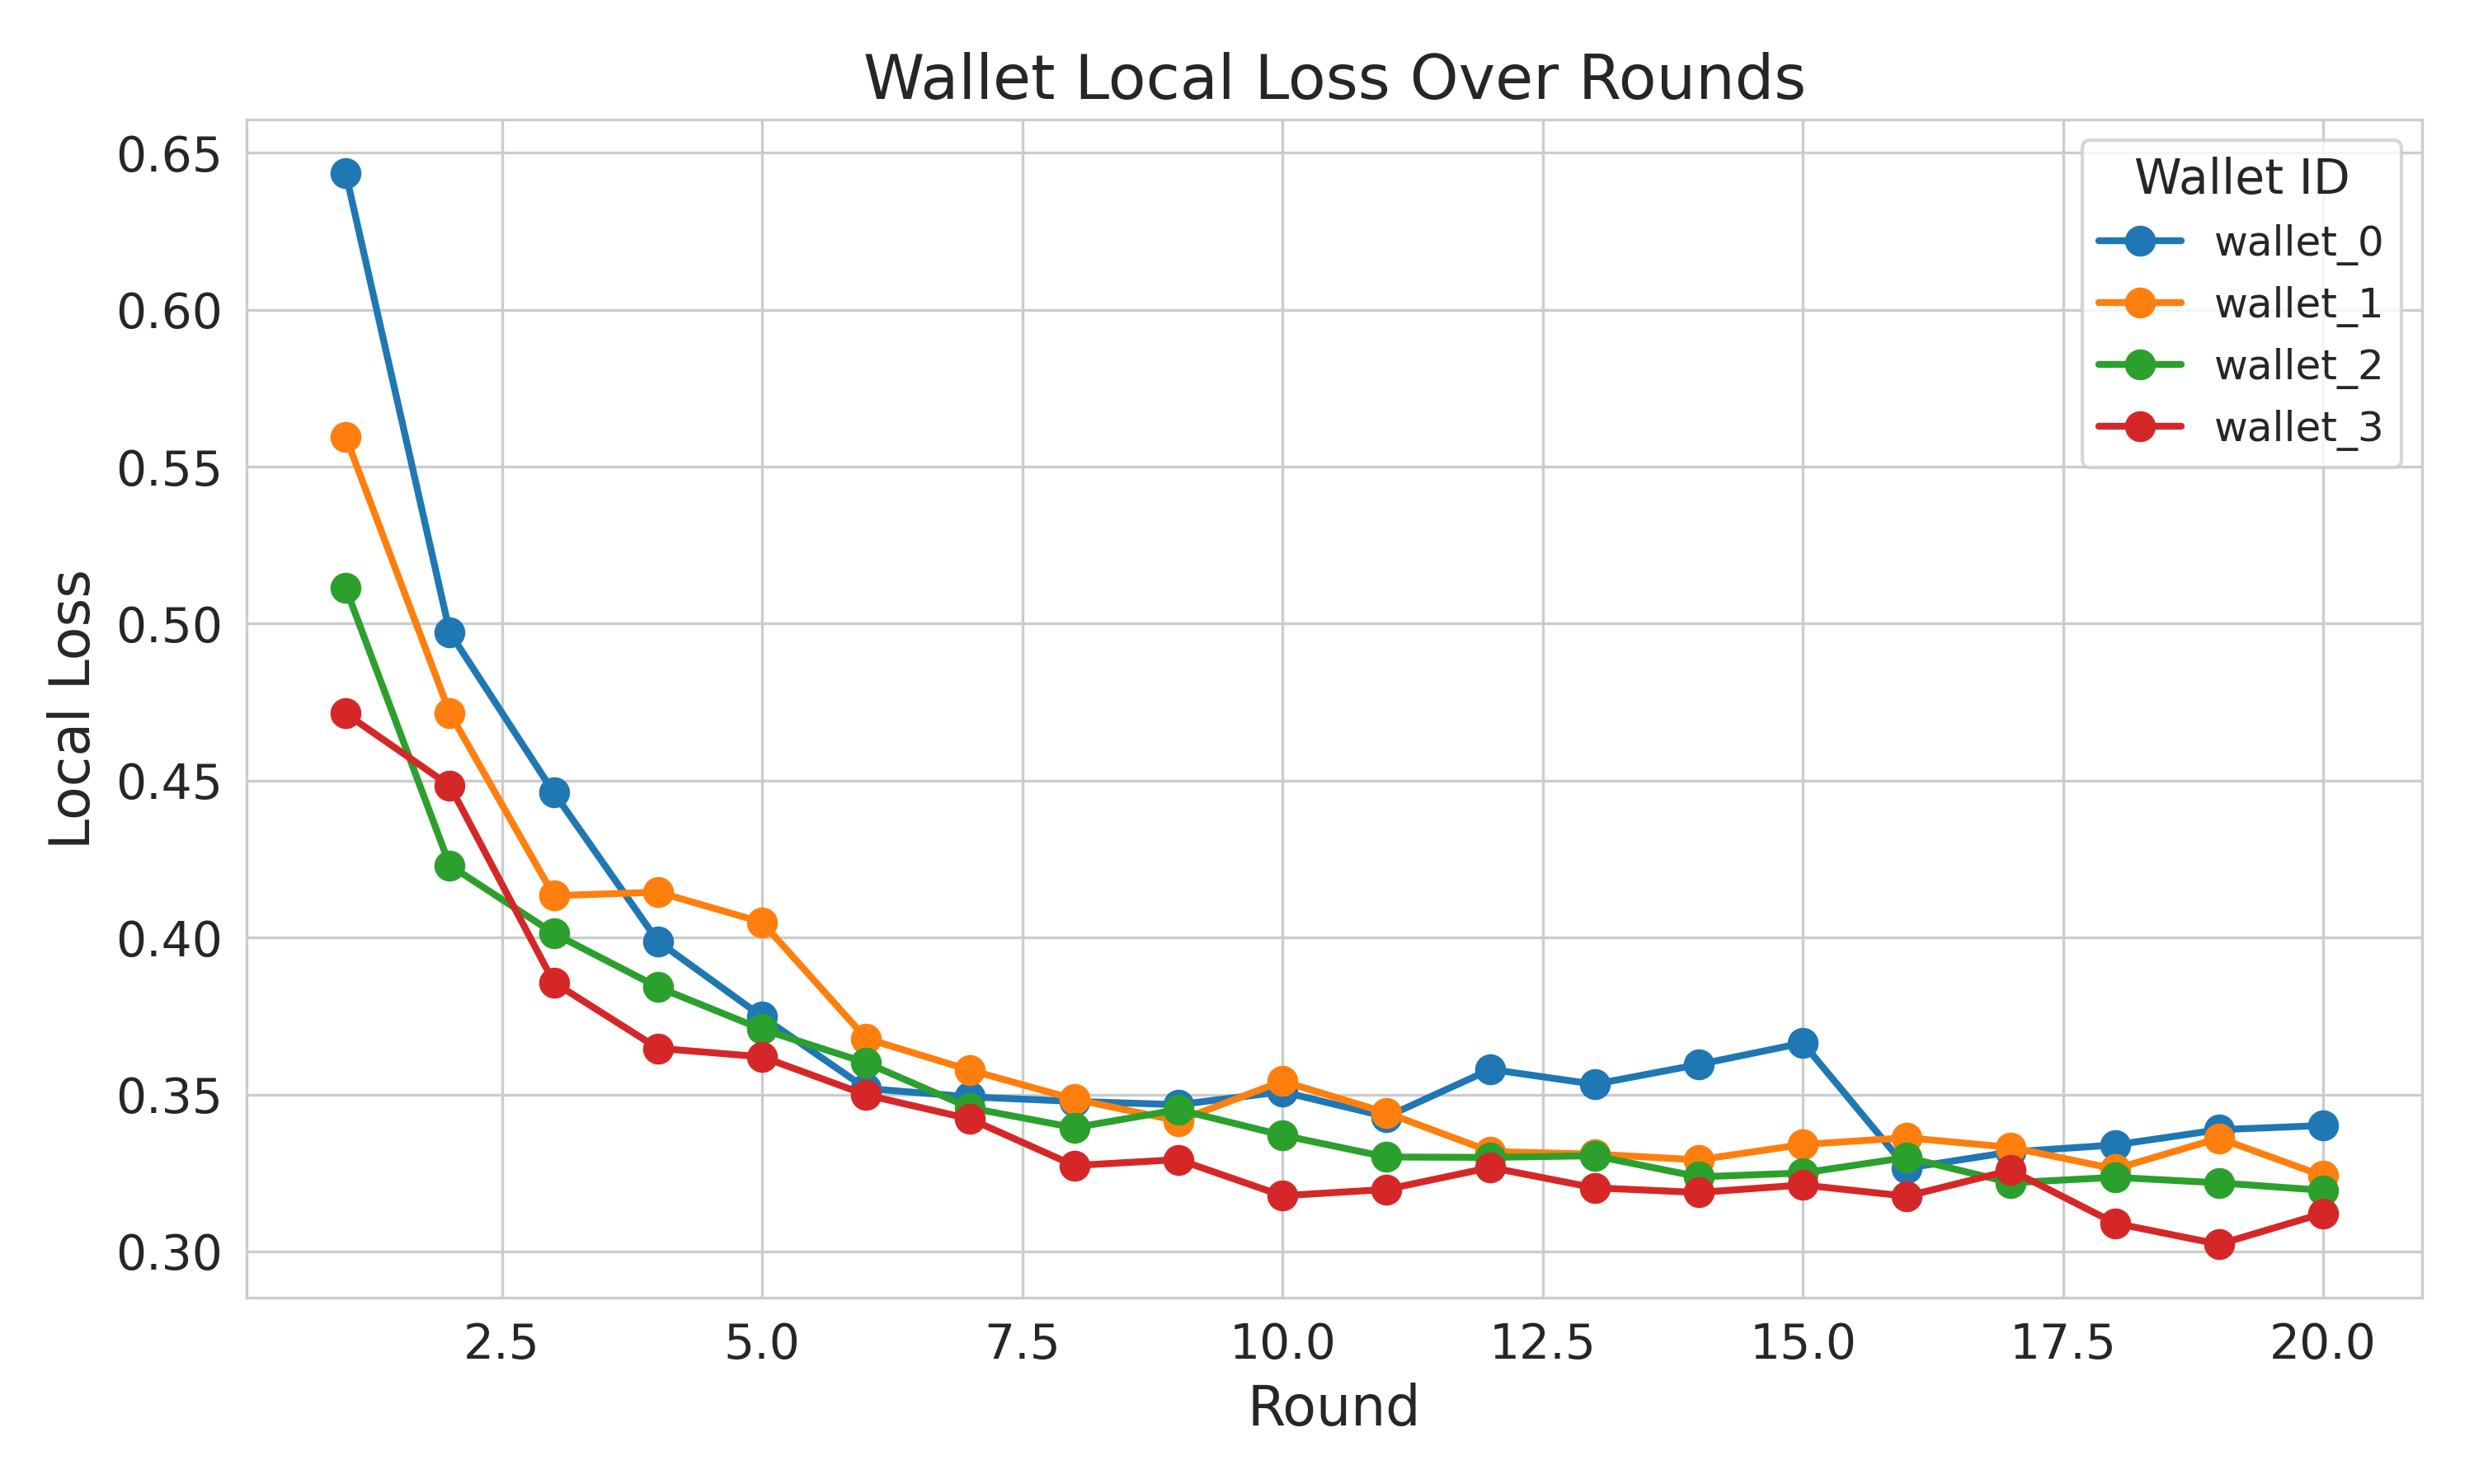 Wallet Local Loss Over Rounds
0.65
0.60
0.55
0.50
0.45
0.40
0.35
0.30
Local Loss
Wallet ID
wallet_0
wallet_1
wallet_2
wallet_3
2.5 5.0 7.5 10.0 12.5 15.0 17.5 20.0
Round